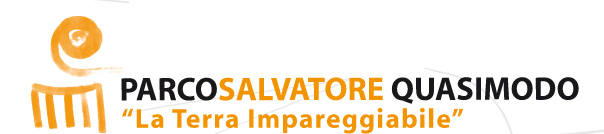 PARCOSALVATORE QUASIMODO
“La Terra Impareggiabile”